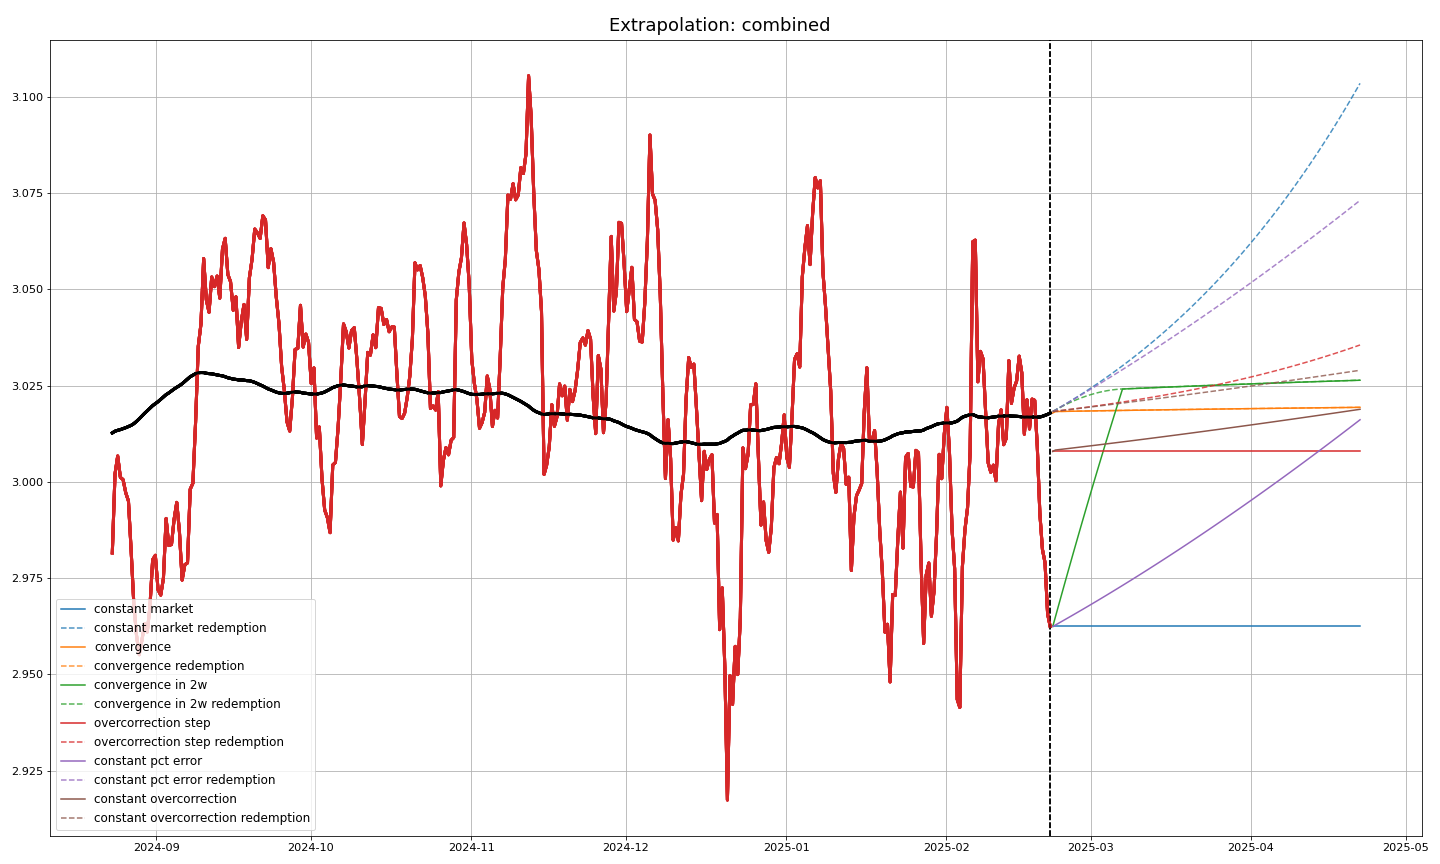 Extrapolation: combined
3.100
3.075
3.050
3.025
3.000
2.975
2.950
2.925
constant market
constant market redemption
convergence
convergence redemption
convergence in 2w
convergence in 2w redemption
overcorrection step
overcorrection step redemption
constant pct error
constant pct error redemption
constant overcorrection
constant overcorrection redemption
2024-09 2024-10 2024-11 2024-12 2025-01 2025-02 2025-03 2025-04 2025-05